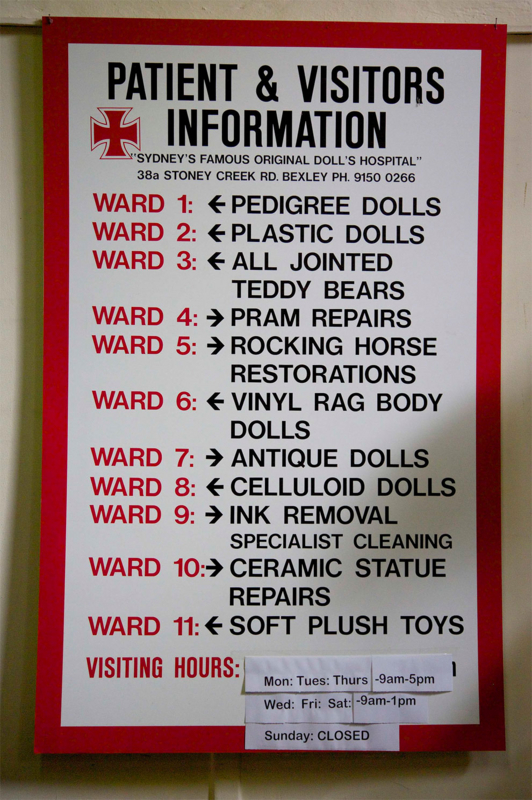 PATIENT & VISITORS
INFORMATION
"SYDNEY'S FAMOUS ORIGINAL DOLL'S HOSPITAL"
38a STONEY CREEK RD. BEXLEY PH. 9150 0266
WARD 1: ← PEDIGREE DOLLS
WARD 2: ← PLASTIC DOLLS
WARD 3: ← ALL JOINTED
TEDDY BEARS
WARD 4: → PRAM REPAIRS
WARD 5: → ROCKING HORSE
RESTORATIONS
WARD 6: ← VINYL RAG BODY
DOLLS
WARD 7: → ANTIQUE DOLLS
WARD 8: ← CELLULOID DOLLS
WARD 9: → INK REMOVAL
SPECIALIST CLEANING
WARD 10: → CERAMIC STATUE
REPAIRS
WARD 11: ← SOFT PLUSH TOYS
VISITING HOURS:
Mon: Tues: Thurs -9am-5pm
Wed: Fri: Sat: -9am-1pm
Sunday: CLOSED